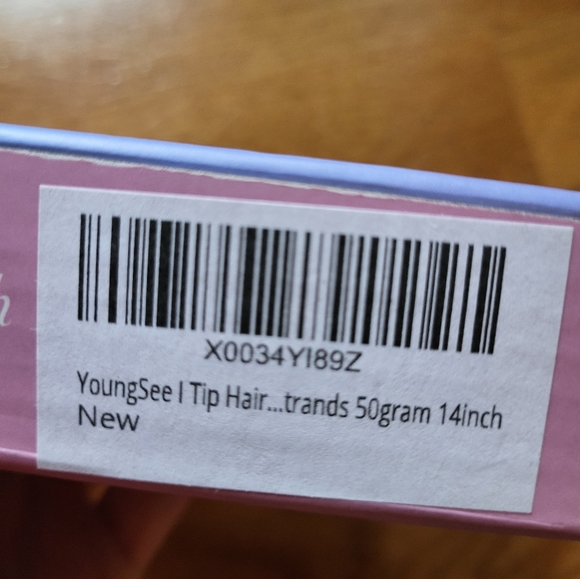 h
X0034YI89Z
YoungSee I Tip Hair...trands 50gram 14inch
New